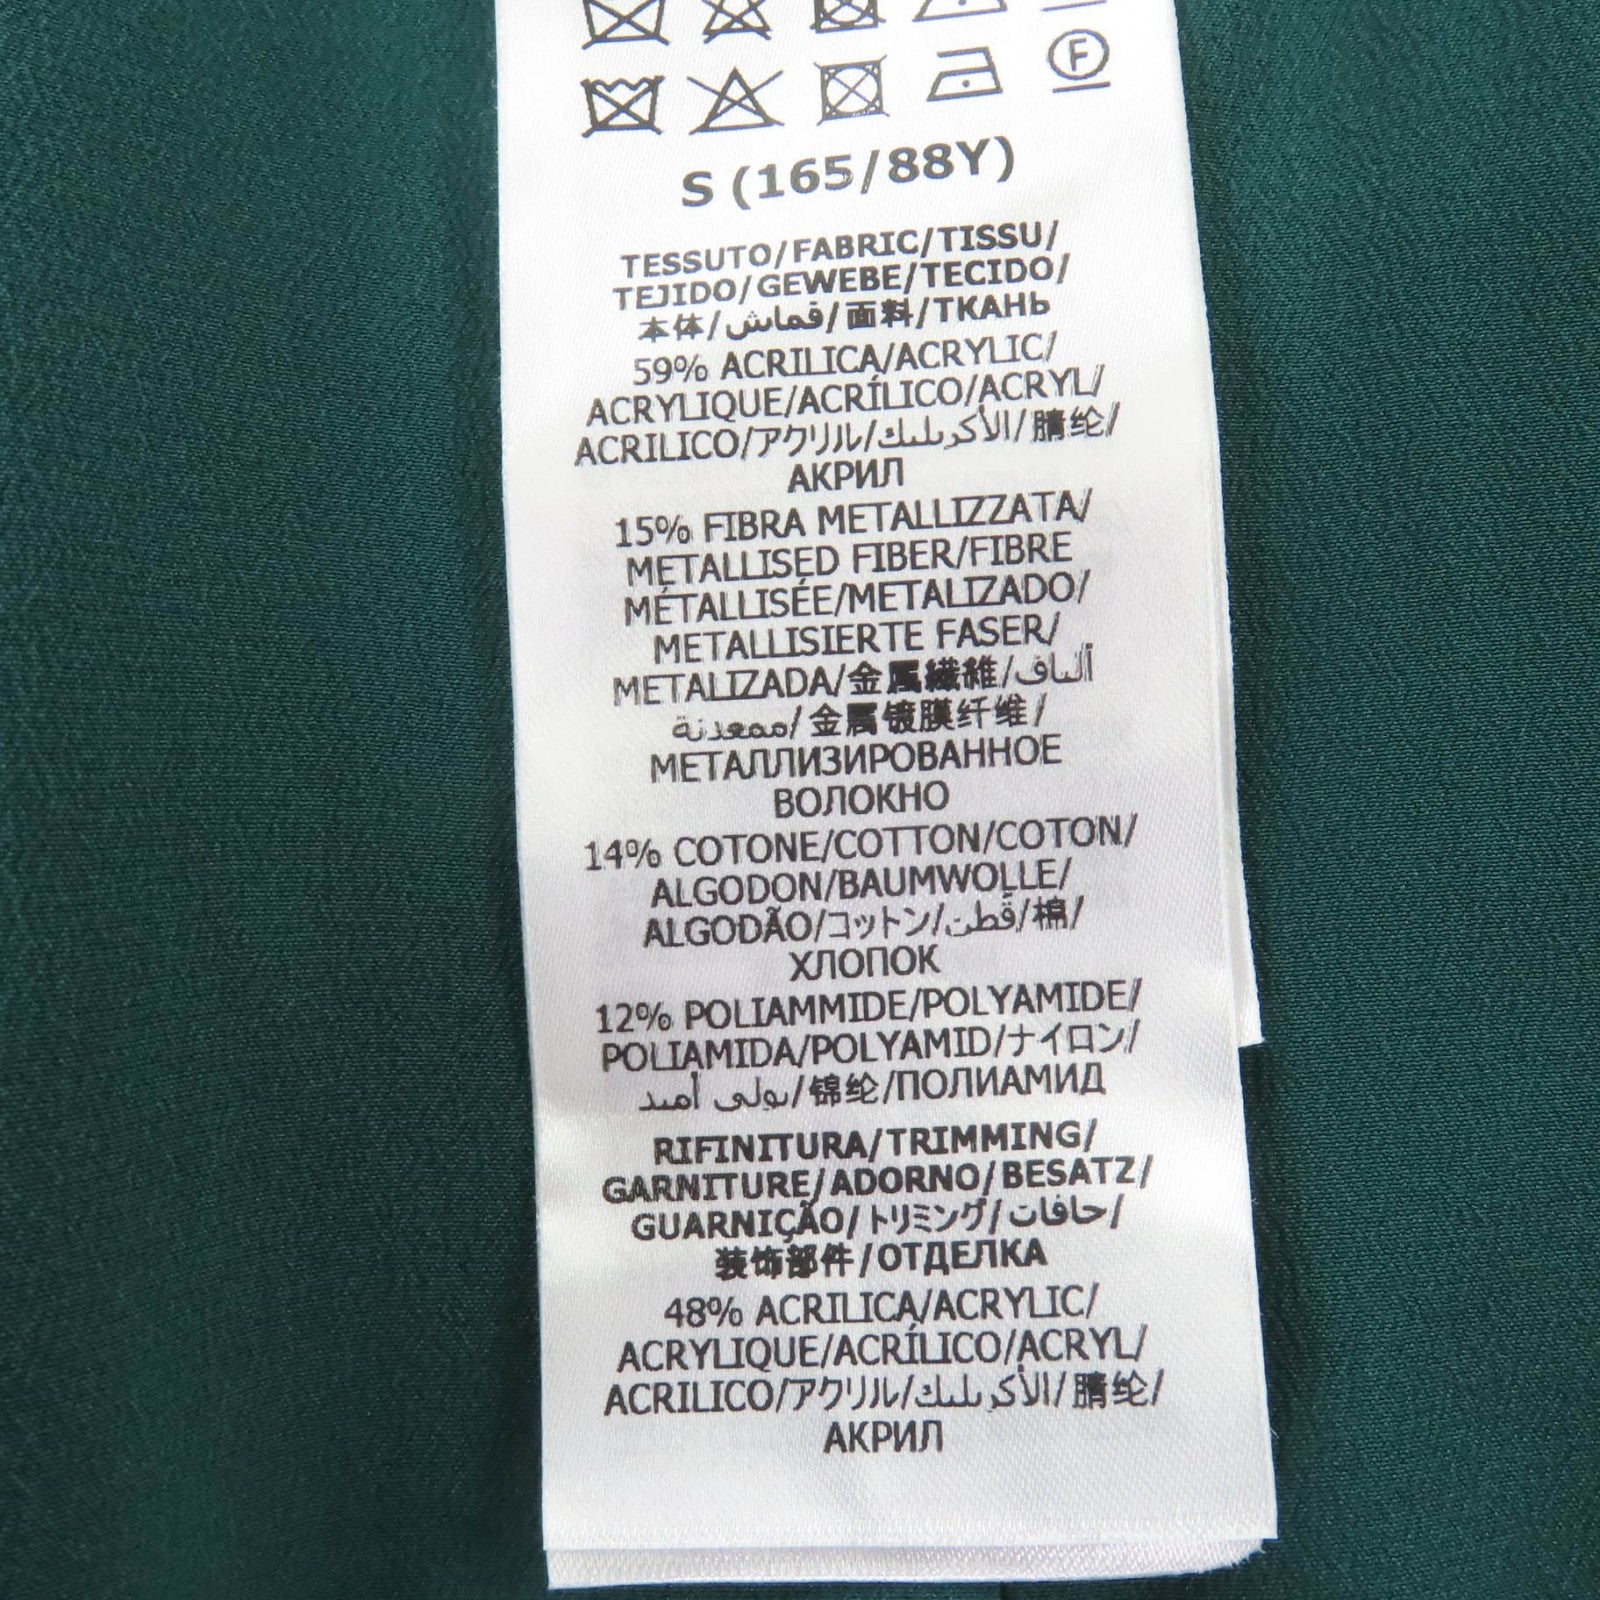 F
S (165/88Y)
TESSUTO/FABRIC/TISSU/
TEJIDO/GEWEBE/TECIDO/
本体/قماش/面料/ТКАНЬ
59% ACRILICA/ACRYLIC/
ACRYLIQUE/ACRÍLICO/ACRYL/
ACRILICO/アクリル/الأكريليك/腈纶/
АКРИЛ
15% FIBRA METALLIZZATA/
METALLISED FIBER/FIBRE
MÉTALLISÉE/METALIZADO/
METALLISIERTE FASER/
METALIZADA/金属繊維/ألياف
ممعدنة/金属镀膜纤维/
МЕТАЛЛИЗИРОВАННОЕ
ВОЛОКНО
14% COTONE/COTTON/COTON/
ALGODON/BAUMWOLLE/
ALGODÃO/コットン/قطن/棉/
ХЛОПОК
12% POLIAMMIDE/POLYAMIDE/
POLIAMIDA/POLYAMID/ナイロン/
بولي أميد/锦纶/ПОЛИАМИД
RIFINITURA/TRIMMING/
GARNITURE/ADORNO/BESATZ/
GUARNIÇÃO/トリミング/حافات/
装饰部件/ОТДЕЛКА
48% ACRILICA/ACRYLIC/
ACRYLIQUE/ACRÍLICO/ACRYL/
ACRILICO/アクリル/الأكريليك/腈纶/
АКРИЛ